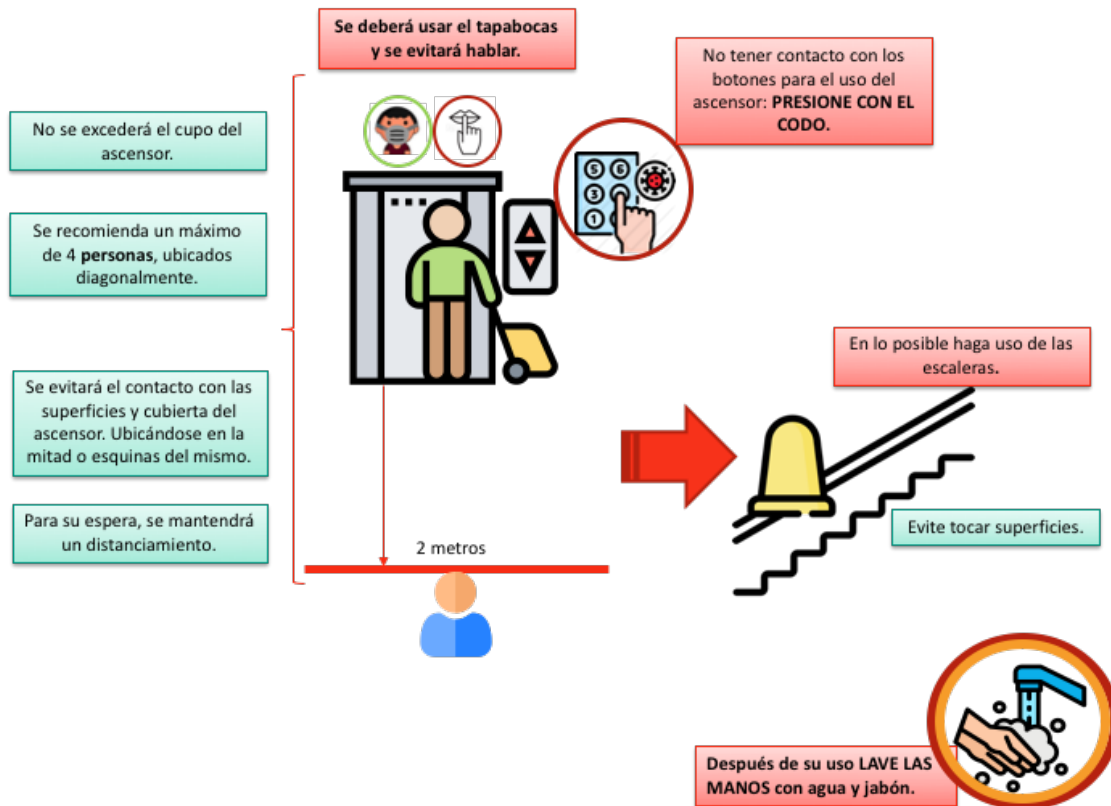 Se deberá usar el tapabocas
y se evitará hablar.
No tener contacto con los
botones para el uso del
ascensor: PRESIONE CON EL
CODO.
No se excederá el cupo del
ascensor.
Se recomienda un máximo
de 4 personas, ubicados
diagonalmente.
Se evitará el contacto con las
superficies y cubierta del
ascensor. Ubicándose en la
mitad o esquinas del mismo.
Para su espera, se mantendrá
un distanciamiento.
5 6
3
1
2 metros
En lo posible haga uso de las
escaleras.
Evite tocar superficies.
Después de su uso LAVE LAS
MANOS con agua y jabón.